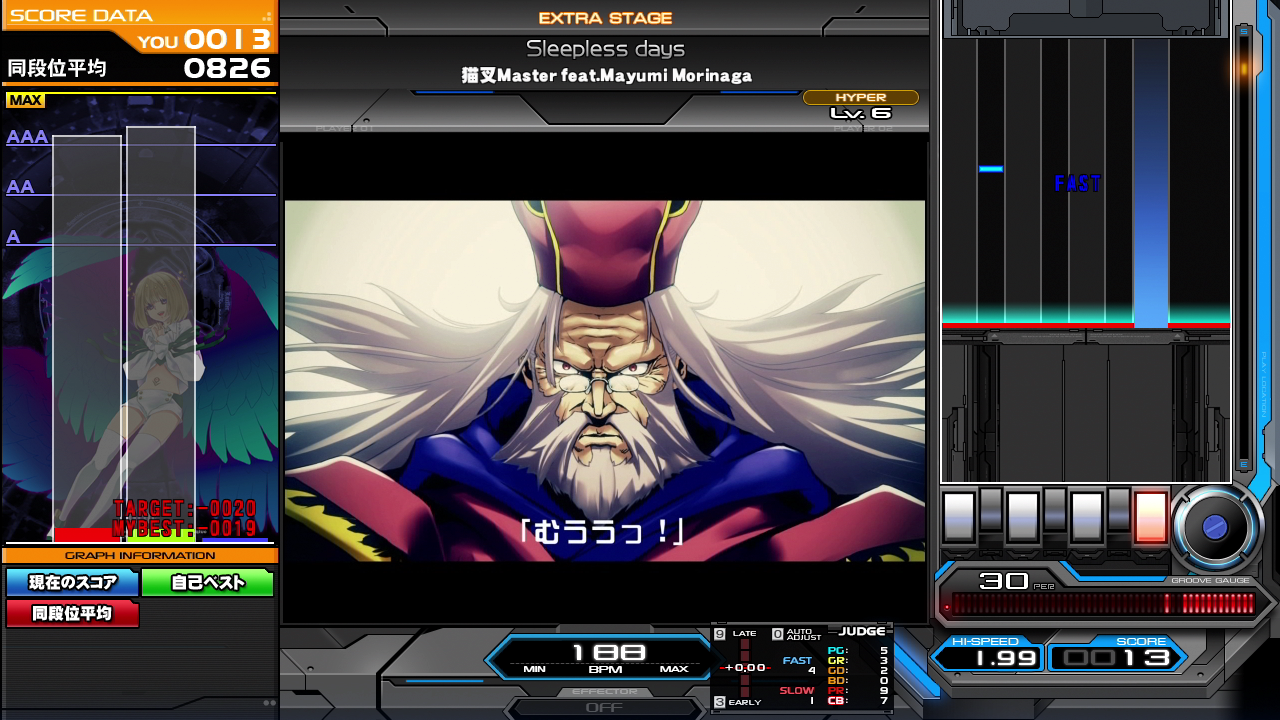 SCORE DATA
YOU 0013
同段位平均 0826
MAX
AAA
AA
A
TARGET:-0020
MYBEST:-0019
GRAPH INFORMATION
現在のスコア
自己ベスト
同段位平均
EXTRA STAGE
Sleepless days
猫叉Master feat.Mayumi Morinaga
HYPER
Lv. 6
PLAYER 01
PLAYER 02
「むううっ！」
188
MIN BPM MAX
EFFECTOR
OFF
9 LATE
0 AUTO ADJUST
JUDGE
+0.00
FAST
4
SLOW
1
3 EARLY
PG: 5
GR: 3
GD: 2
BD: 0
PR: 9
CB: 7
FAST
30 PER
GROOVE GAUGE
HI-SPEED
1.99
SCORE
0013